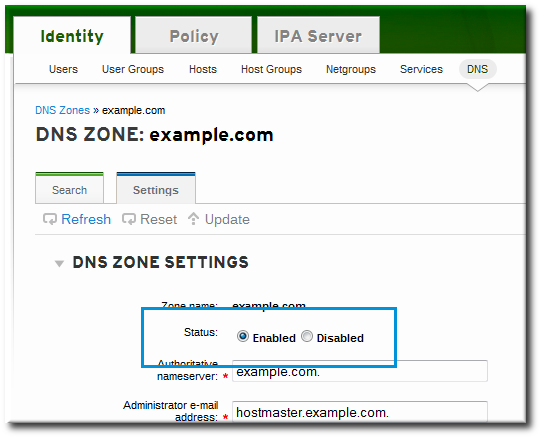 Identity Policy IPA Server
Users User Groups Hosts Host Groups Netgroups Services DNS
DNS Zones » example.com
DNS ZONE: example.com
Search Settings
Refresh Reset Update
DNS ZONE SETTINGS
Zone name: example.com
Status: Enabled Disabled
Authoritative
nameserver: * example.com.
Administrator e-mail
address: * hostmaster.example.com.